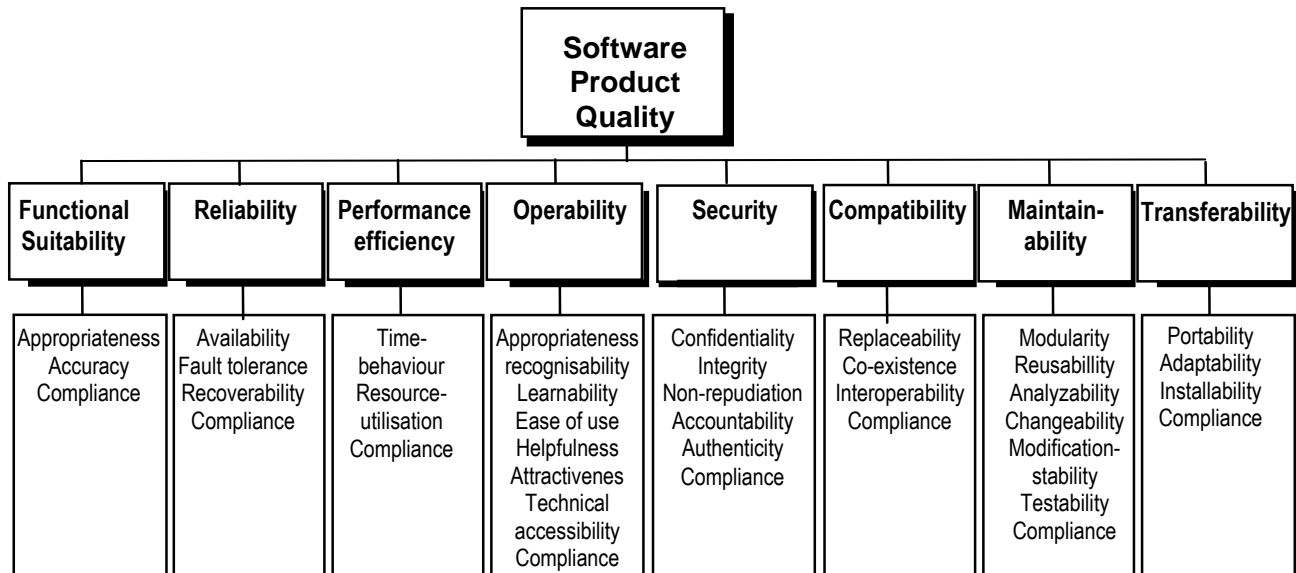 Software
Product
Quality
Functional
Suitability
Reliability
Performance
efficiency
Operability
Security
Compatibility
Maintain-
ability
Transferability
Appropriateness
Accuracy
Compliance
Availability
Fault tolerance
Recoverability
Compliance
Time-
behaviour
Resource-
utilisation
Compliance
Appropriateness
recognisability
Learnability
Ease of use
Helpfulness
Attractivenes
Technical
accessibility
Compliance
Confidentiality
Integrity
Non-repudiation
Accountability
Authenticity
Compliance
Replaceability
Co-existence
Interoperability
Compliance
Modularity
Reusabillity
Analyzability
Changeability
Modification-
stability
Testability
Compliance
Portability
Adaptability
Installability
Compliance